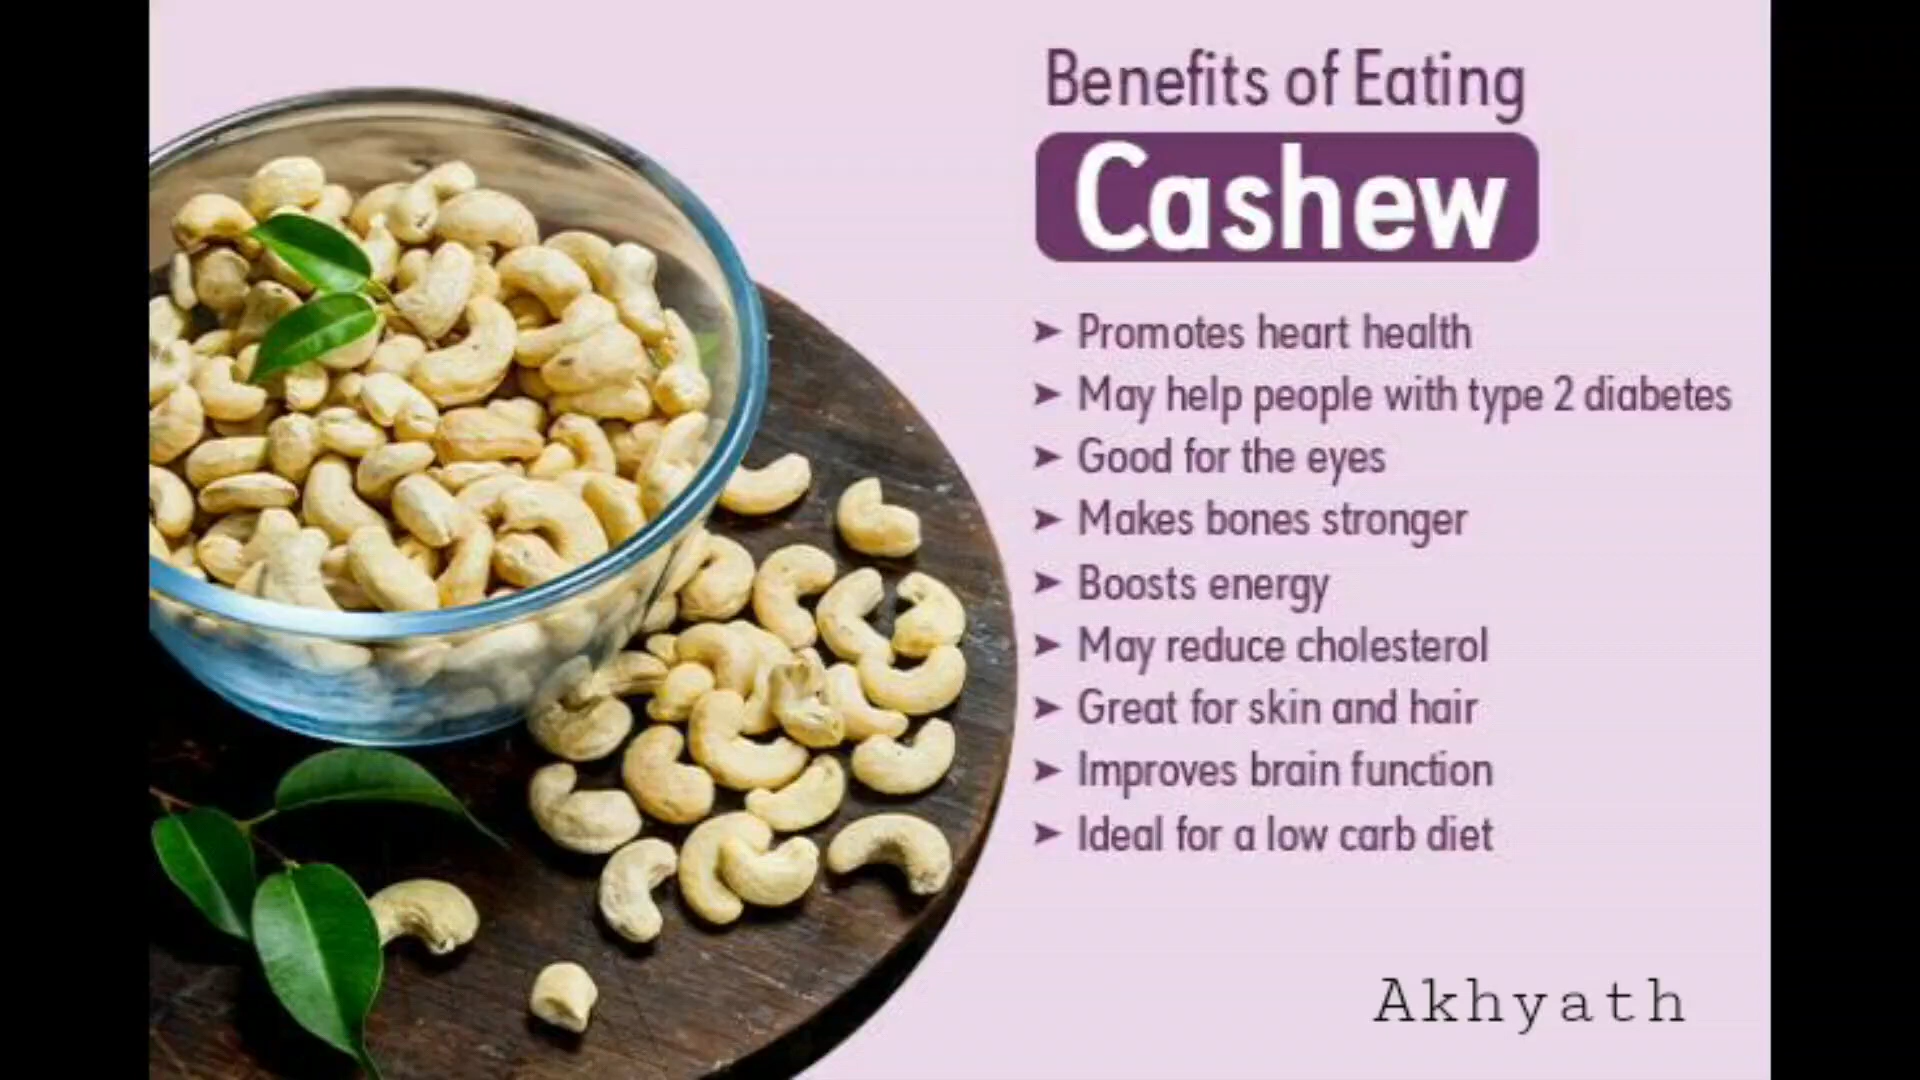 Benefits of Eating
Cashew
➤ Promotes heart health
➤ May help people with type 2 diabetes
➤ Good for the eyes
➤ Makes bones stronger
➤ Boosts energy
➤ May reduce cholesterol
➤ Great for skin and hair
➤ Improves brain function
➤ Ideal for a low carb diet
Akhyath